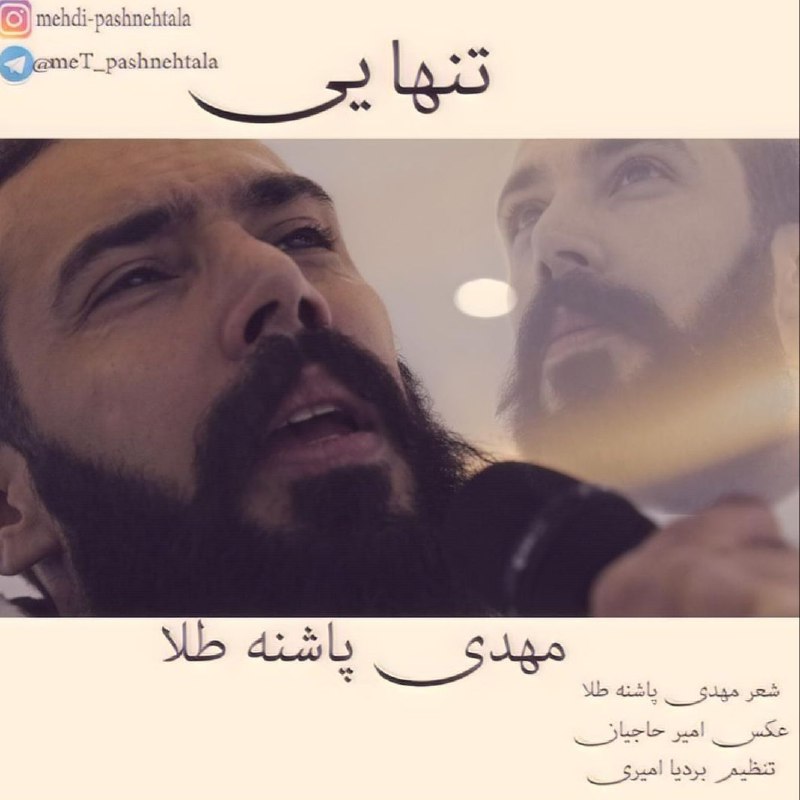 mehdi-pashnehtala
@meT_pashnehtala
تنهایی
مهدی پاشنه طلا
شعر مهدی پاشنه طلا
عکس امیر حاجیان
تنظیم بردیا امیری